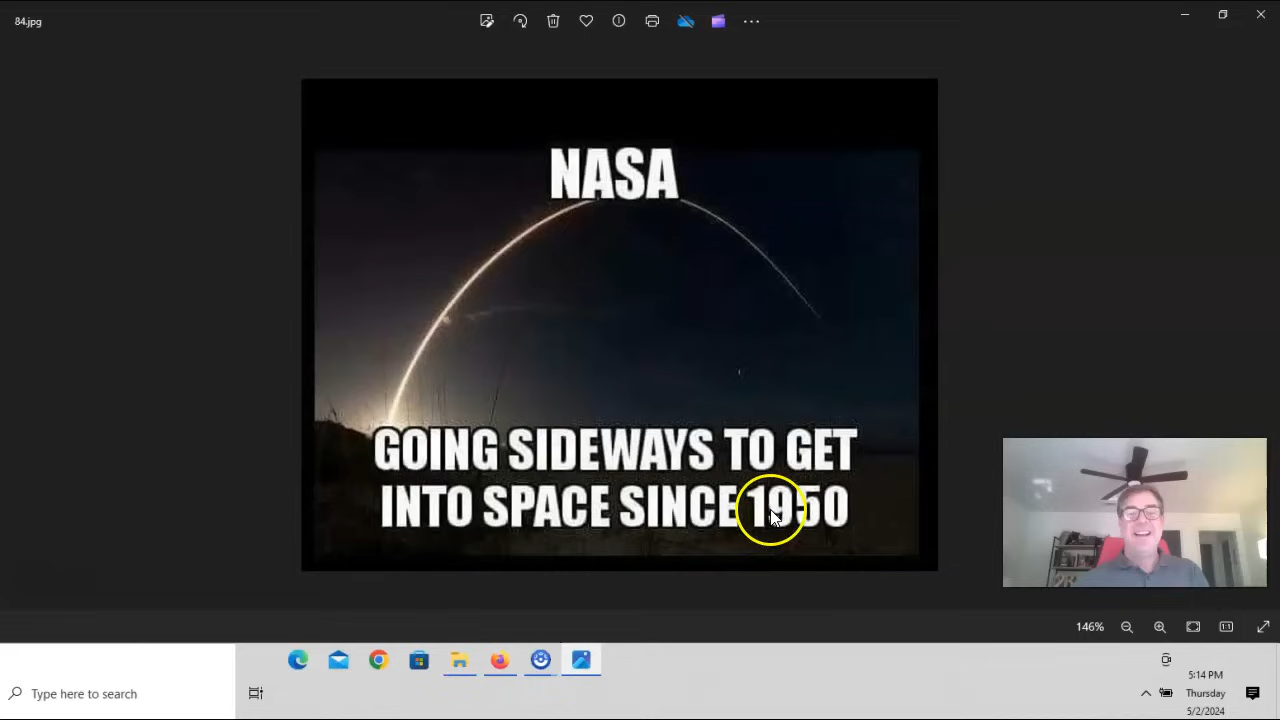 84.jpg
NASA
GOING SIDEWAYS TO GET
INTO SPACE SINCE 1950
146%
Type here to search
5:14 PM
Thursday
5/2/2024